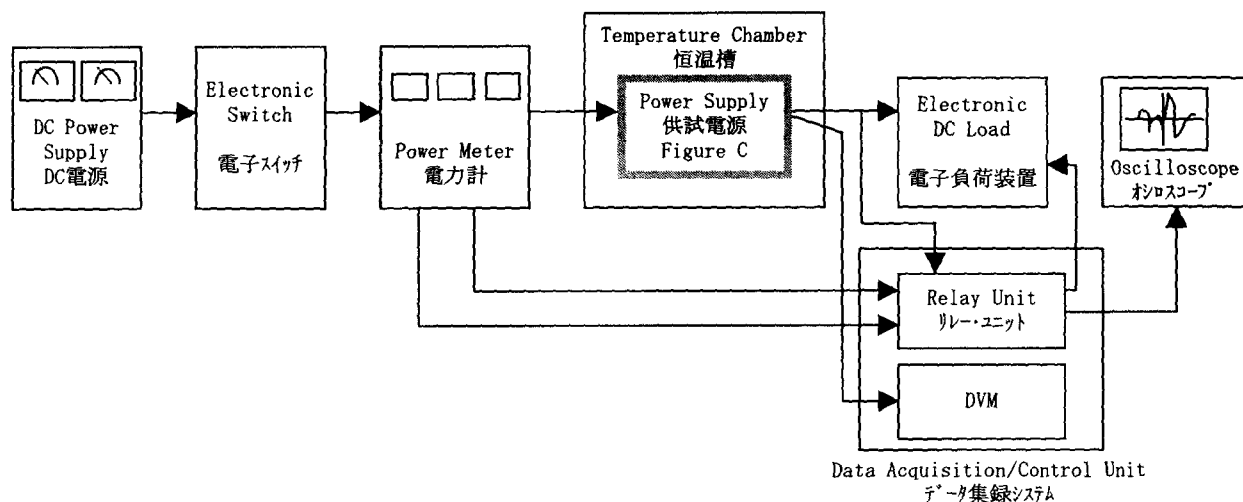 DC Power
Supply
DC電源
Electronic
Switch
電子スイッチ
Power Meter
電力計
Temperature Chamber
恒温槽
Power Supply
供試電源
Figure C
Electronic
DC Load
電子負荷装置
Oscilloscope
オシロスコープ
Relay Unit
リレー・ユニット
DVM
Data Acquisition/Control Unit
データ集録システム